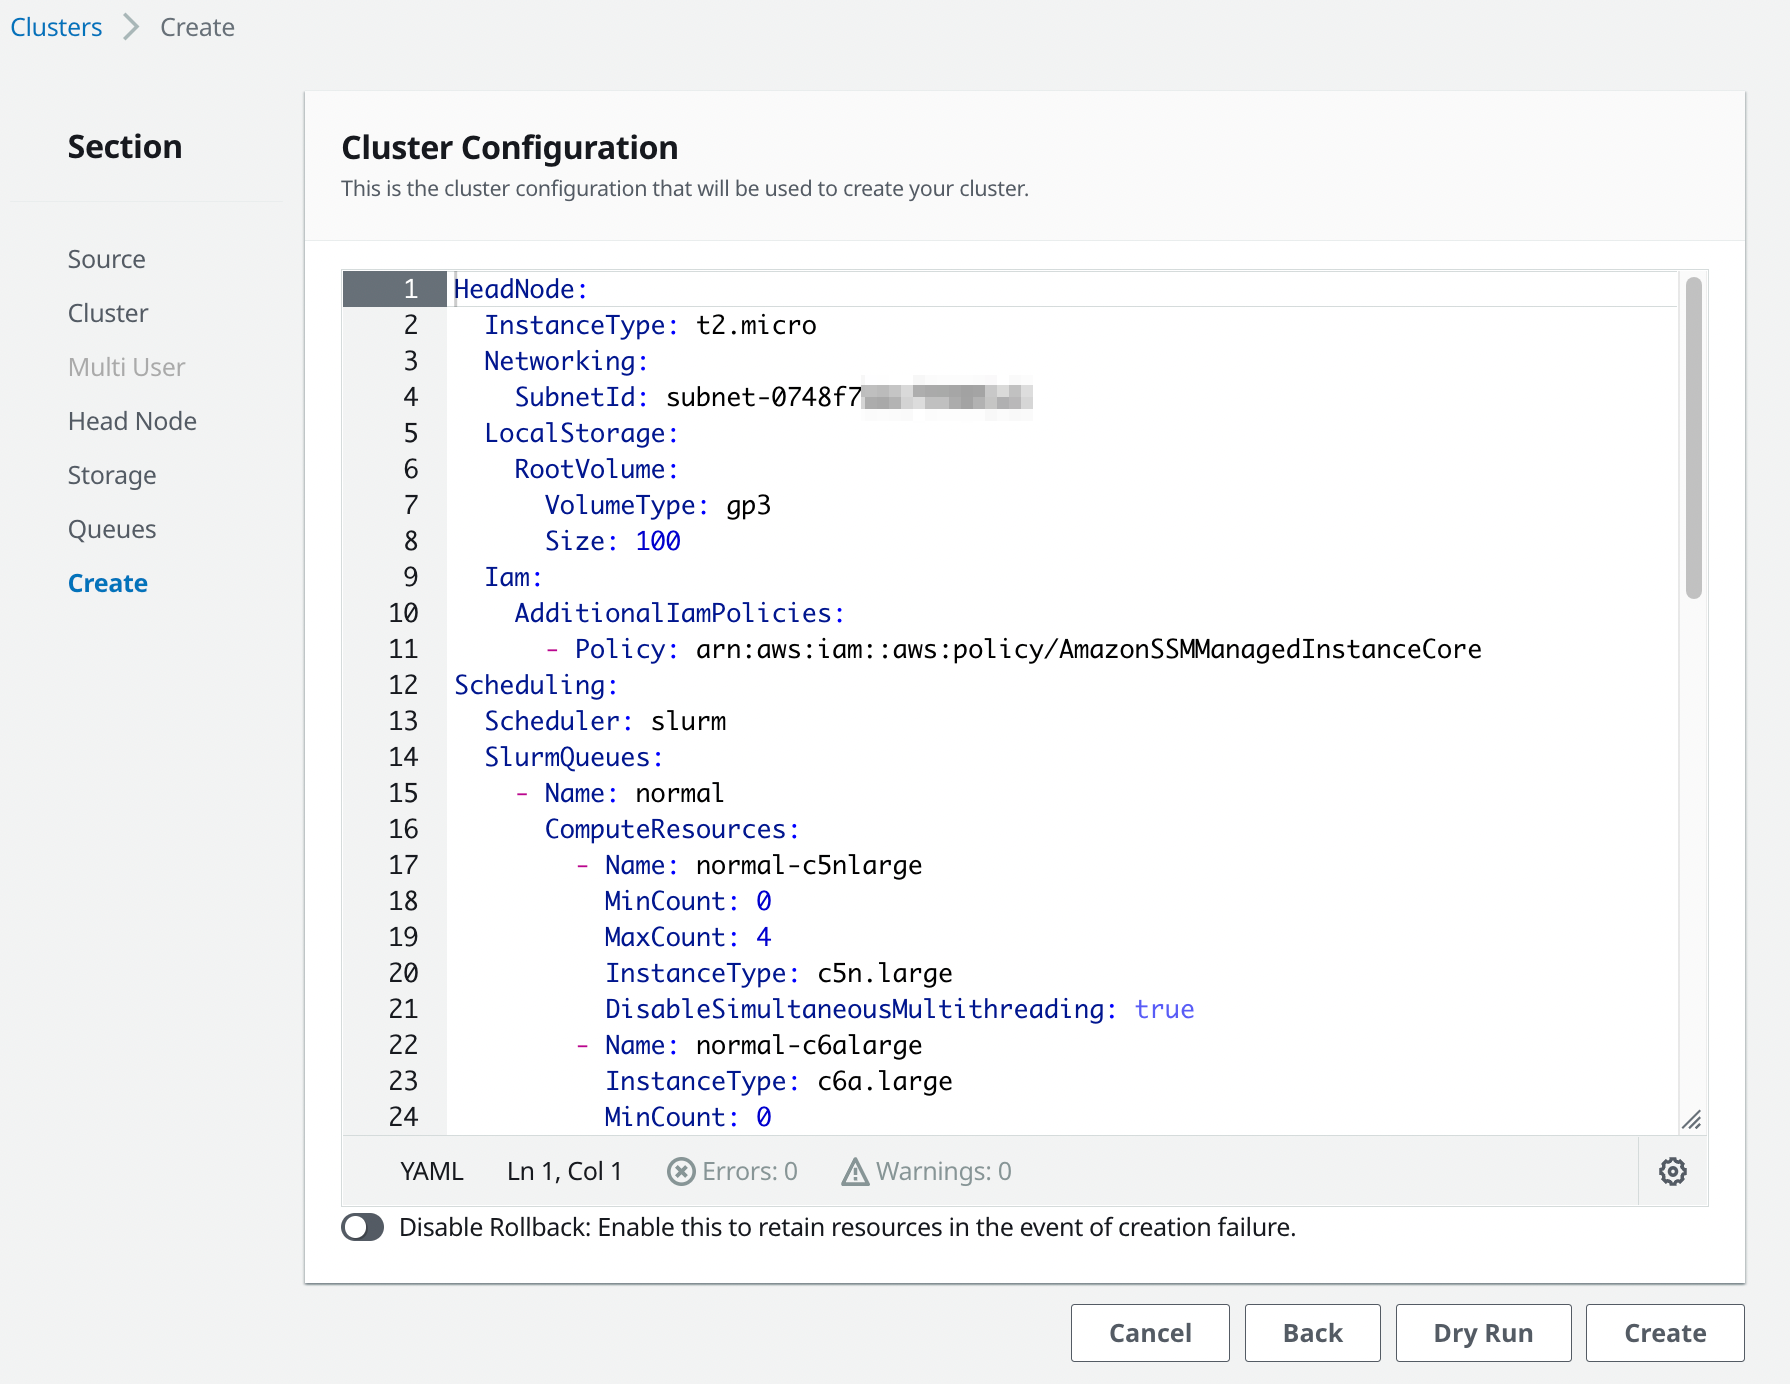 Clusters > Create
Section
Source
Cluster
Multi User
Head Node
Storage
Queues
Create
Cluster Configuration
This is the cluster configuration that will be used to create your cluster.
1 HeadNode:
2   InstanceType: t2.micro
3   Networking:
4     SubnetId: subnet-0748f7
5   LocalStorage:
6     RootVolume:
7       VolumeType: gp3
8       Size: 100
9   Iam:
10     AdditionalIamPolicies:
11       - Policy: arn:aws:iam::aws:policy/AmazonSSMManagedInstanceCore
12 Scheduling:
13   Scheduler: slurm
14   SlurmQueues:
15     - Name: normal
16       ComputeResources:
17         - Name: normal-c5nlarge
18           MinCount: 0
19           MaxCount: 4
20           InstanceType: c5n.large
21           DisableSimultaneousMultithreading: true
22         - Name: normal-c6alarge
23           InstanceType: c6a.large
24           MinCount: 0
YAML Ln 1, Col 1 Errors: 0 Warnings: 0
Disable Rollback: Enable this to retain resources in the event of creation failure.
Cancel Back Dry Run Create